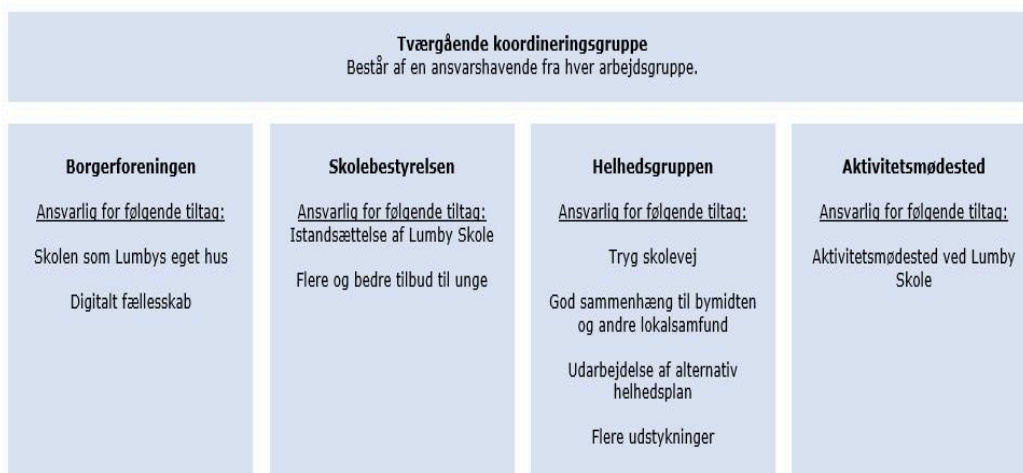 Tværgående koordineringsgruppe
Består af en ansvarshavende fra hver arbejdsgruppe.
Borgerforeningen
Ansvarlig for følgende tiltag:
Skolen som Lumbys eget hus
Digitalt fællesskab
Skolebestyrelsen
Ansvarlig for følgende tiltag:
Istandsættelse af Lumby Skole
Flere og bedre tilbud til unge
Helhedsgruppen
Ansvarlig for følgende tiltag:
Tryg skolevej
God sammenhæng til bymidten
og andre lokalsamfund
Udarbejdelse af alternativ
helhedsplan
Flere udstykninger
Aktivitetsmødested
Ansvarlig for følgende tiltag:
Aktivitetsmødested ved Lumby
Skole